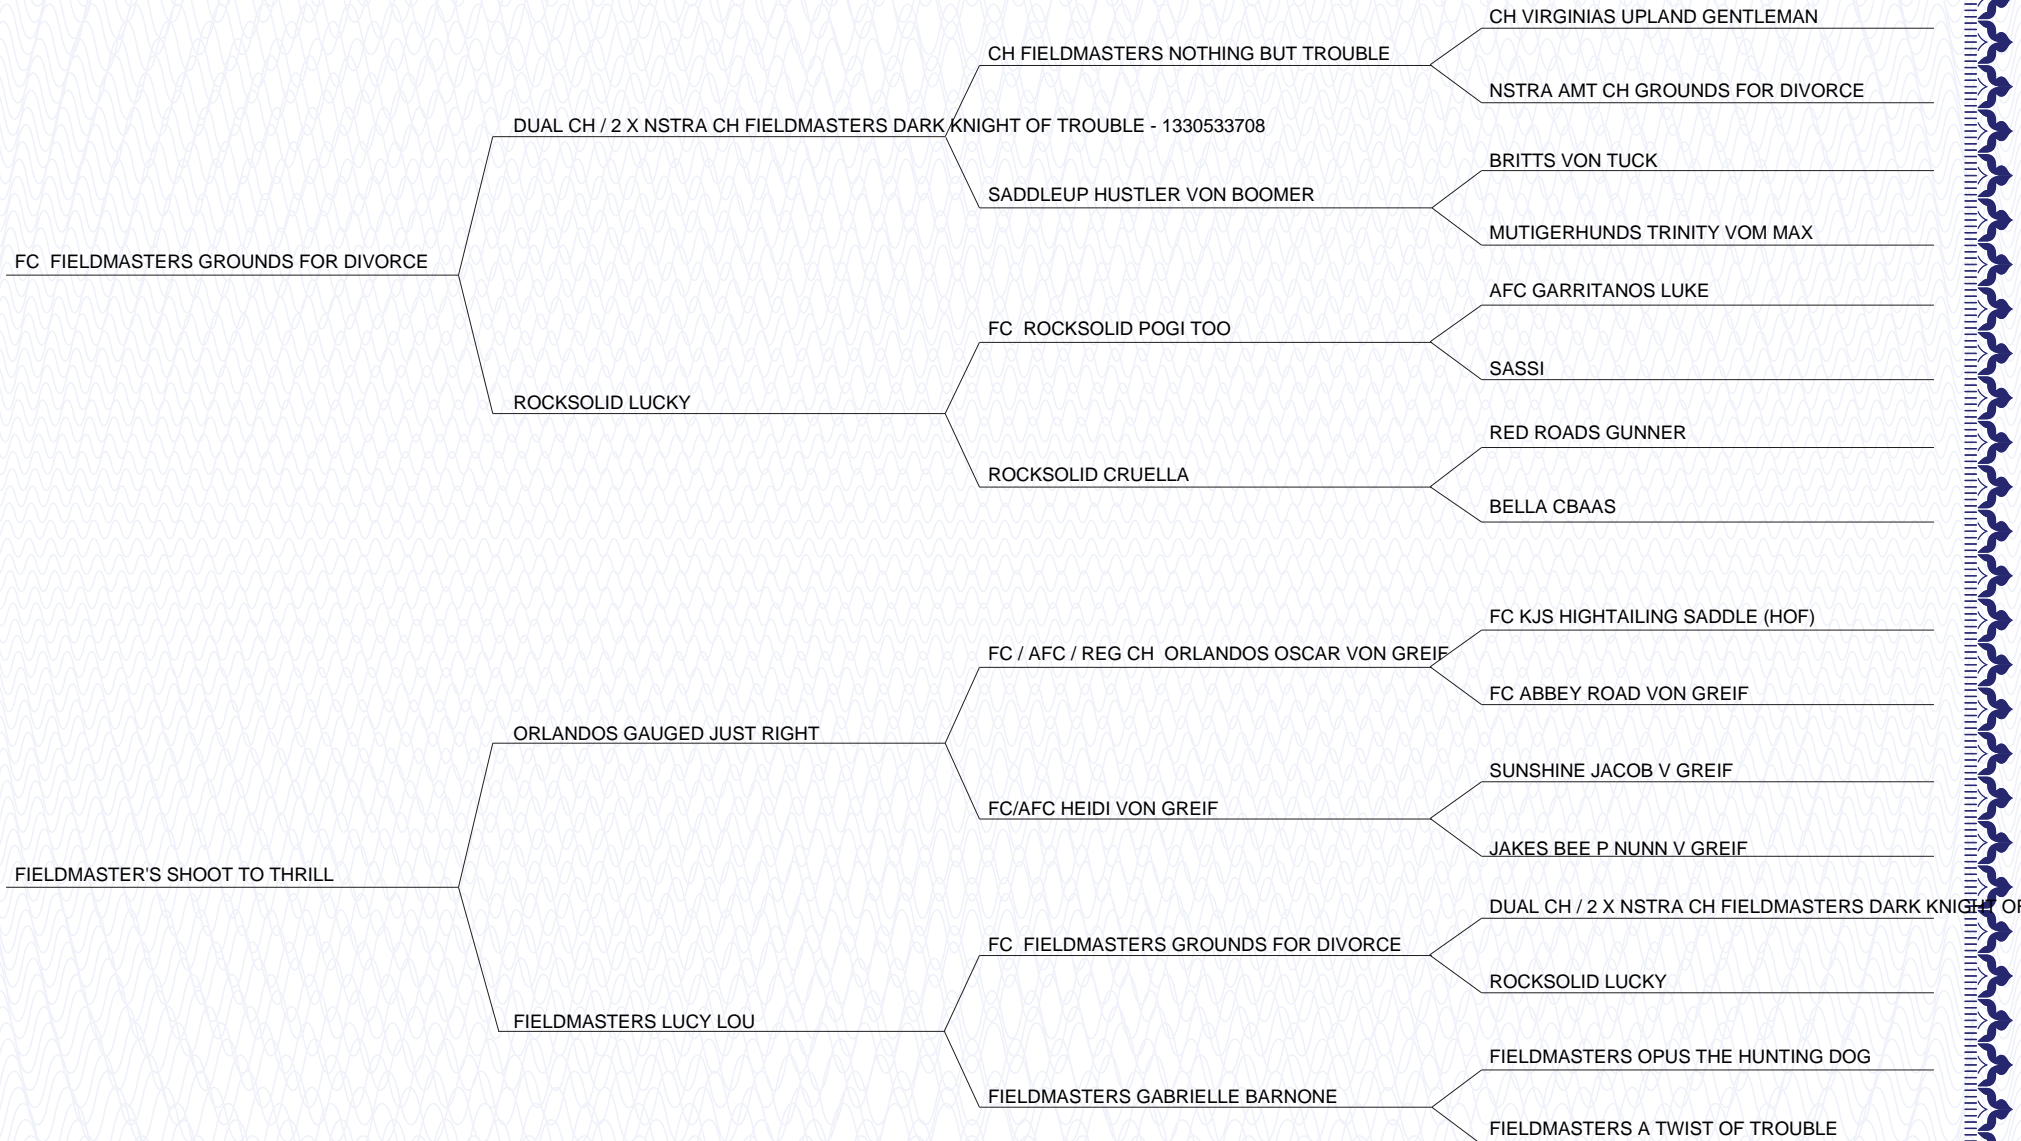 CH VIRGINIAS UPLAND GENTLEMAN
CH FIELDMASTERS NOTHING BUT TROUBLE
NSTRA AMT CH GROUNDS FOR DIVORCE
DUAL CH / 2 X NSTRA CH FIELDMASTERS DARK KNIGHT OF TROUBLE - 1330533708
BRITTS VON TUCK
SADDLEUP HUSTLER VON BOOMER
MUTIGERHUNDS TRINITY VOM MAX
FC  FIELDMASTERS GROUNDS FOR DIVORCE
AFC GARRITANOS LUKE
FC  ROCKSOLID POGI TOO
SASSI
ROCKSOLID LUCKY
RED ROADS GUNNER
ROCKSOLID CRUELLA
BELLA CBAAS
FC KJS HIGHTAILING SADDLE (HOF)
FC / AFC / REG CH  ORLANDOS OSCAR VON GREIF
FC ABBEY ROAD VON GREIF
ORLANDOS GAUGED JUST RIGHT
SUNSHINE JACOB V GREIF
FC/AFC HEIDI VON GREIF
JAKES BEE P NUNN V GREIF
FIELDMASTER'S SHOOT TO THRILL
DUAL CH / 2 X NSTRA CH FIELDMASTERS DARK KNIGHT OF
FC  FIELDMASTERS GROUNDS FOR DIVORCE
ROCKSOLID LUCKY
FIELDMASTERS LUCY LOU
FIELDMASTERS OPUS THE HUNTING DOG
FIELDMASTERS GABRIELLE BARNONE
FIELDMASTERS A TWIST OF TROUBLE